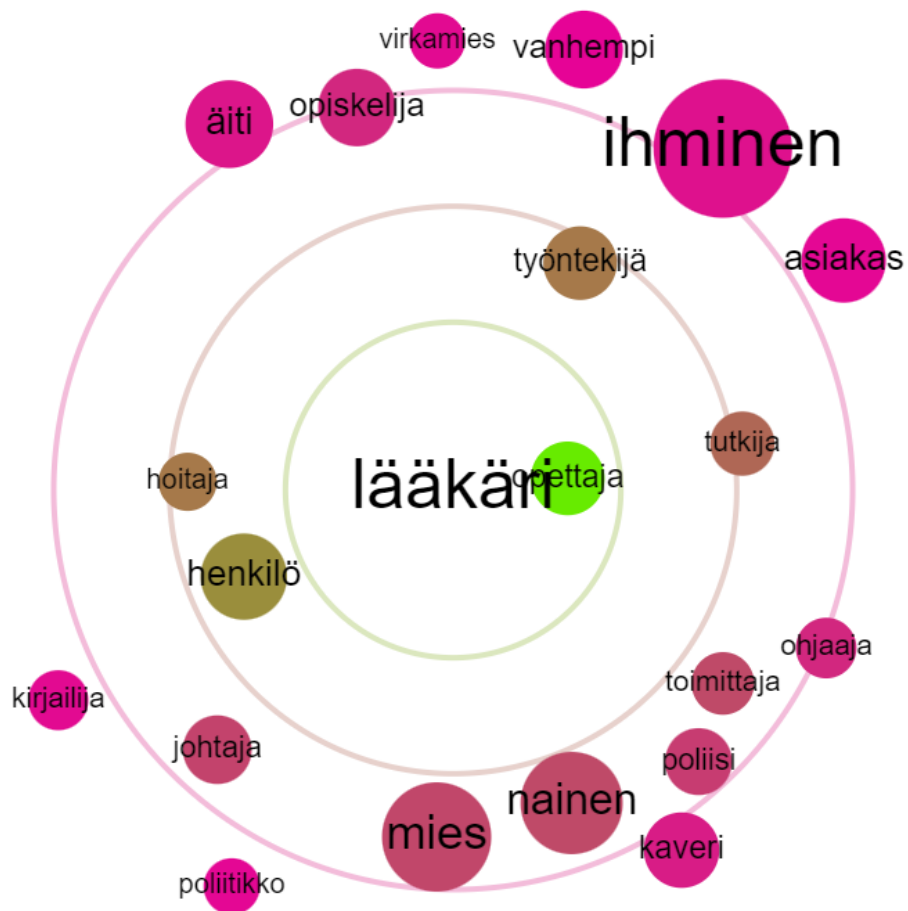 virkamies
vanhempi
opiskelija
äiti
ihminen
työntekijä
asiakas
tutkija
hoitaja
lääkäri
opettaja
henkilö
ohjaaja
toimittaja
kirjailija
johtaja
poliisi
nainen
mies
kaveri
poliitikko